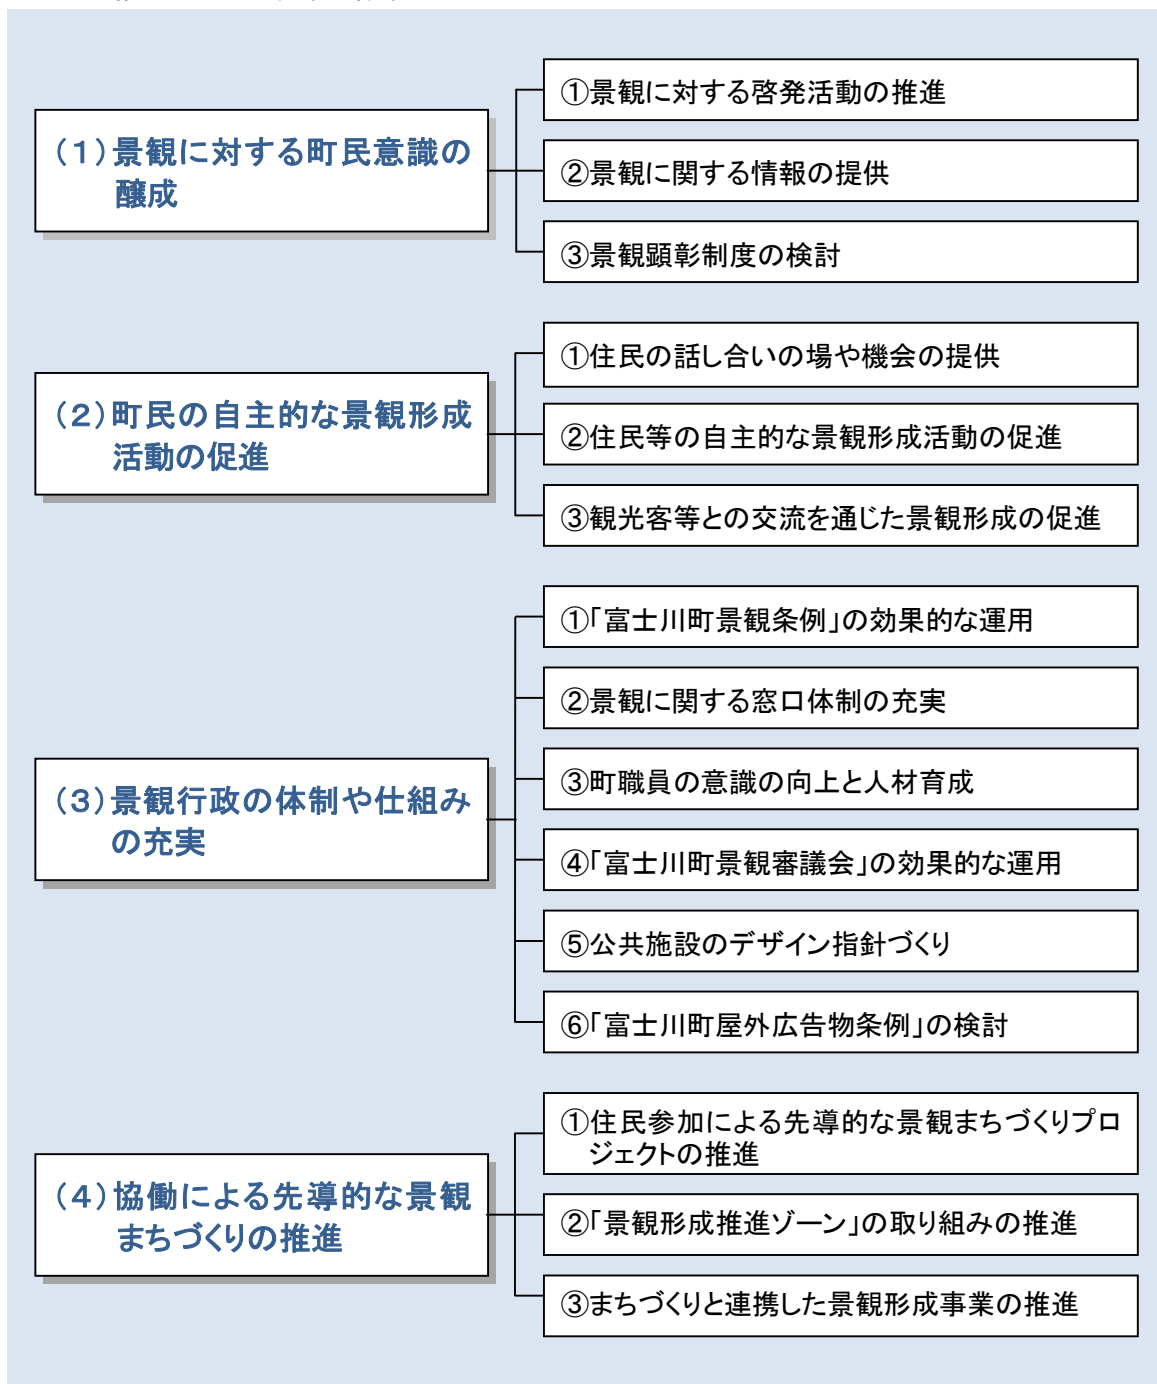 (1)景観に対する町民意識の
醸成
①景観に対する啓発活動の推進
②景観に関する情報の提供
③景観顕彰制度の検討
(2)町民の自主的な景観形成
活動の促進
①住民の話し合いの場や機会の提供
②住民等の自主的な景観形成活動の促進
③観光客等との交流を通じた景観形成の促進
(3)景観行政の体制や仕組み
の充実
①「富士川町景観条例」の効果的な運用
②景観に関する窓口体制の充実
③町職員の意識の向上と人材育成
④「富士川町景観審議会」の効果的な運用
⑤公共施設のデザイン指針づくり
⑥「富士川町屋外広告物条例」の検討
(4)協働による先導的な景観
まちづくりの推進
①住民参加による先導的な景観まちづくりプロ
ジェクトの推進
②「景観形成推進ゾーン」の取り組みの推進
③まちづくりと連携した景観形成事業の推進